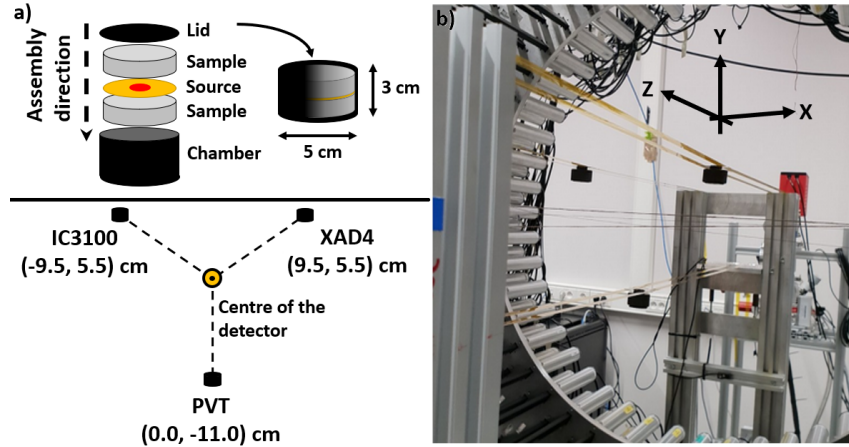 a)
Assembly
direction
Lid
Sample
Source
Sample
Chamber
3 cm
5 cm
IC3100
(-9.5, 5.5) cm
XAD4
(9.5, 5.5) cm
Centre of the
detector
PVT
(0.0, -11.0) cm
b)
Y
Z
X